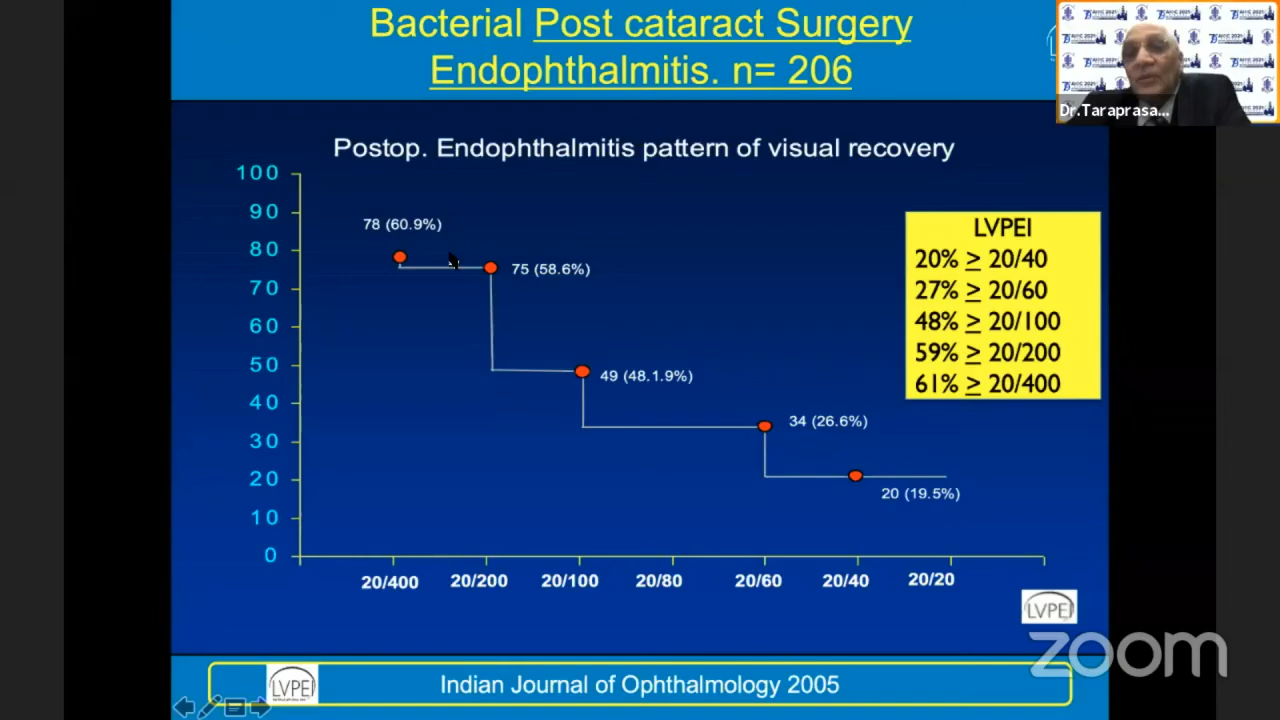 Bacterial Post cataract Surgery
Endophthalmitis. n= 206
Dr.Taraprasa...
Postop. Endophthalmitis pattern of visual recovery
100
90
80
70
60
50
40
30
20
10
0
78 (60.9%)
75 (58.6%)
49 (48.1.9%)
34 (26.6%)
20 (19.5%)
LVPEI
20% ≥ 20/40
27% ≥ 20/60
48% ≥ 20/100
59% ≥ 20/200
61% ≥ 20/400
20/400 20/200 20/100 20/80 20/60 20/40 20/20
LVPEI
zoom
LVPEI
Indian Journal of Ophthalmology 2005